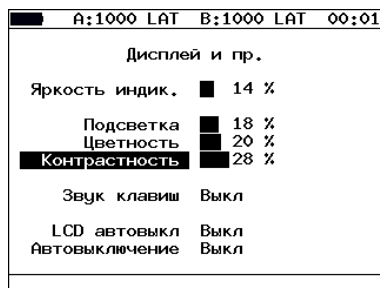 A:1000 LAT B:1000 LAT 00:01
Дисплей и пр.
Яркость индик. 14 %
Подсветка 18 %
Цветность 20 %
Контрастность 28 %
Звук клавиш Выкл
LCD автовыкл Выкл
Автовыключение Выкл